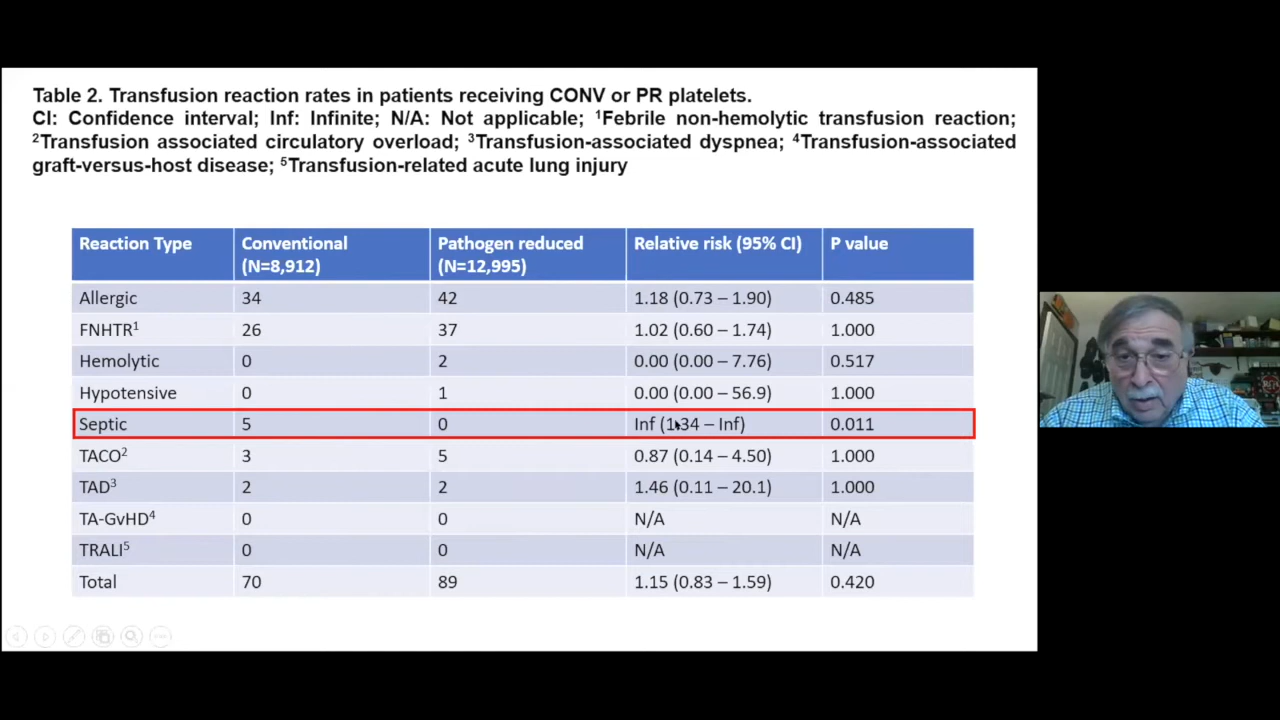 Table 2. Transfusion reaction rates in patients receiving CONV or PR platelets.
CI: Confidence interval; Inf: Infinite; N/A: Not applicable; ¹Febrile non-hemolytic transfusion reaction;
²Transfusion associated circulatory overload; ³Transfusion-associated dyspnea; ⁴Transfusion-associated
graft-versus-host disease; ⁵Transfusion-related acute lung injury
Reaction Type Conventional (N=8,912) Pathogen reduced (N=12,995) Relative risk (95% CI) P value
Allergic 34 42 1.18 (0.73 – 1.90) 0.485
FNHTR¹ 26 37 1.02 (0.60 – 1.74) 1.000
Hemolytic 0 2 0.00 (0.00 – 7.76) 0.517
Hypotensive 0 1 0.00 (0.00 – 56.9) 1.000
Septic 5 0 Inf (1.34 – Inf) 0.011
TACO² 3 5 0.87 (0.14 – 4.50) 1.000
TAD³ 2 2 1.46 (0.11 – 20.1) 1.000
TA-GvHD⁴ 0 0 N/A N/A
TRALI⁵ 0 0 N/A N/A
Total 70 89 1.15 (0.83 – 1.59) 0.420